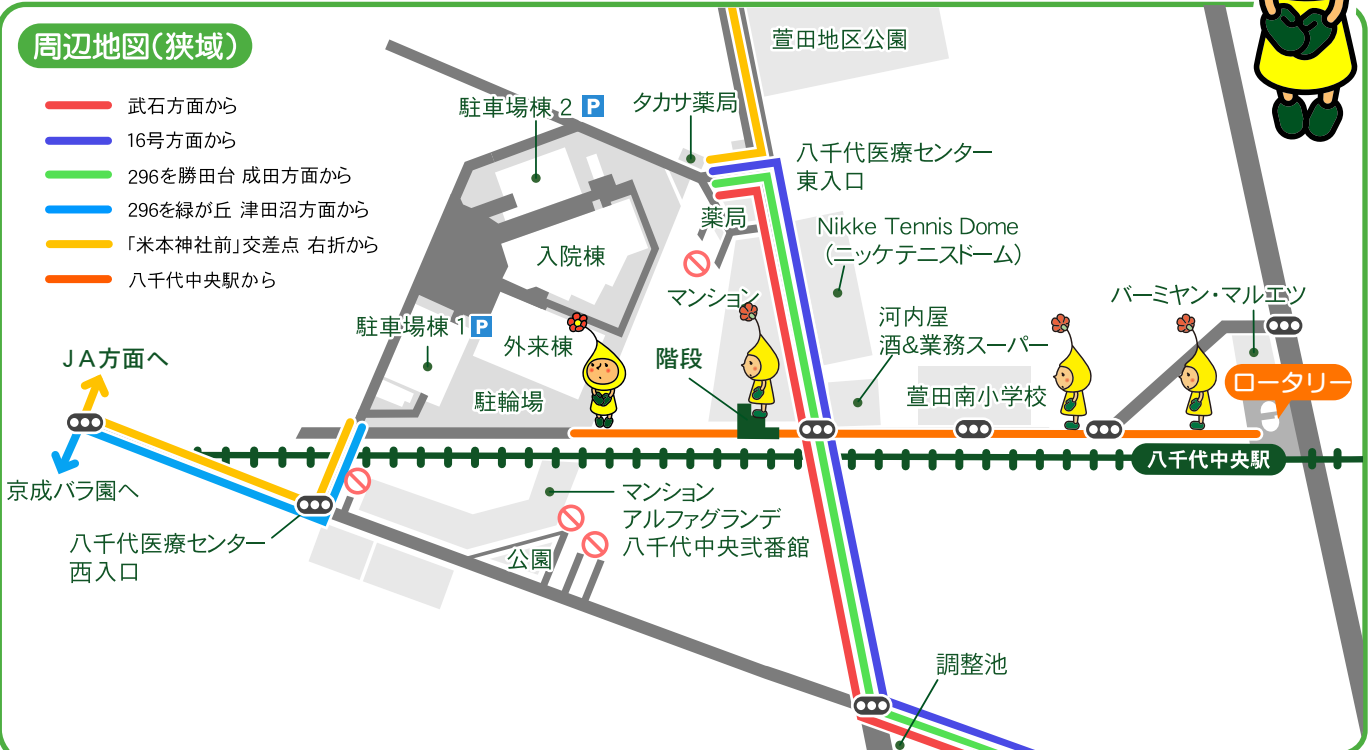 周辺地図(狭域)
武石方面から
16号方面から
296を勝田台 成田方面から
296を緑が丘 津田沼方面から
「米本神社前」交差点 右折から
八千代中央駅から
萱田地区公園
駐車場棟 2 P
タカサ薬局
八千代医療センター
東入口
薬局
Nikke Tennis Dome
(ニッケテニスドーム)
入院棟
マンション
バーミヤン・マルエツ
駐車場棟 1 P
外来棟
河内屋
酒&業務スーパー
階段
JA方面へ
駐輪場
萱田南小学校
ロータリー
八千代中央駅
京成バラ園へ
マンション
アルファグランデ
八千代中央弐番館
八千代医療センター
西入口
公園
調整池